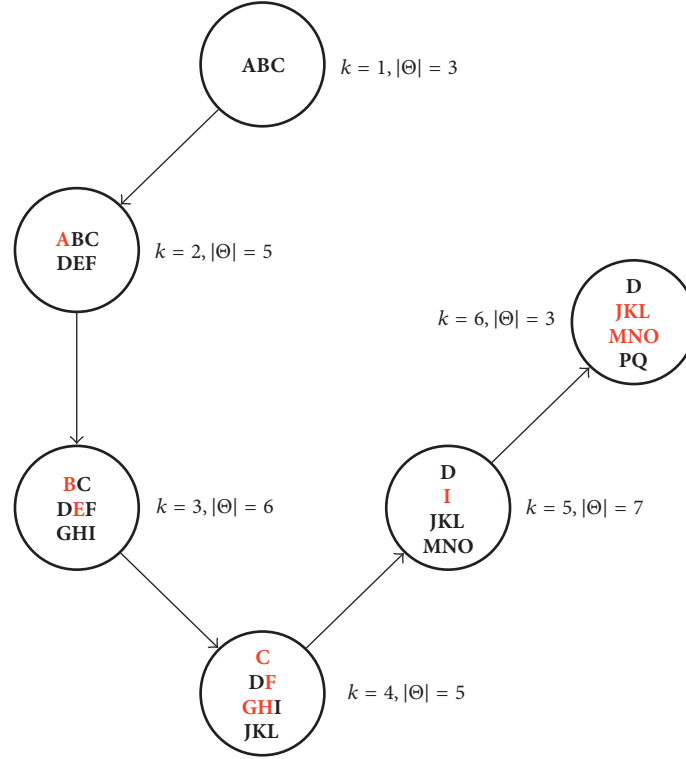 ABC
k = 1, |Θ| = 3
ABC
DEF
k = 2, |Θ| = 5
BC
DEF
GHI
k = 3, |Θ| = 6
C
DF
GHI
JKL
k = 4, |Θ| = 5
D
I
JKL
MNO
k = 5, |Θ| = 7
k = 6, |Θ| = 3
D
JKL
MNO
PQ